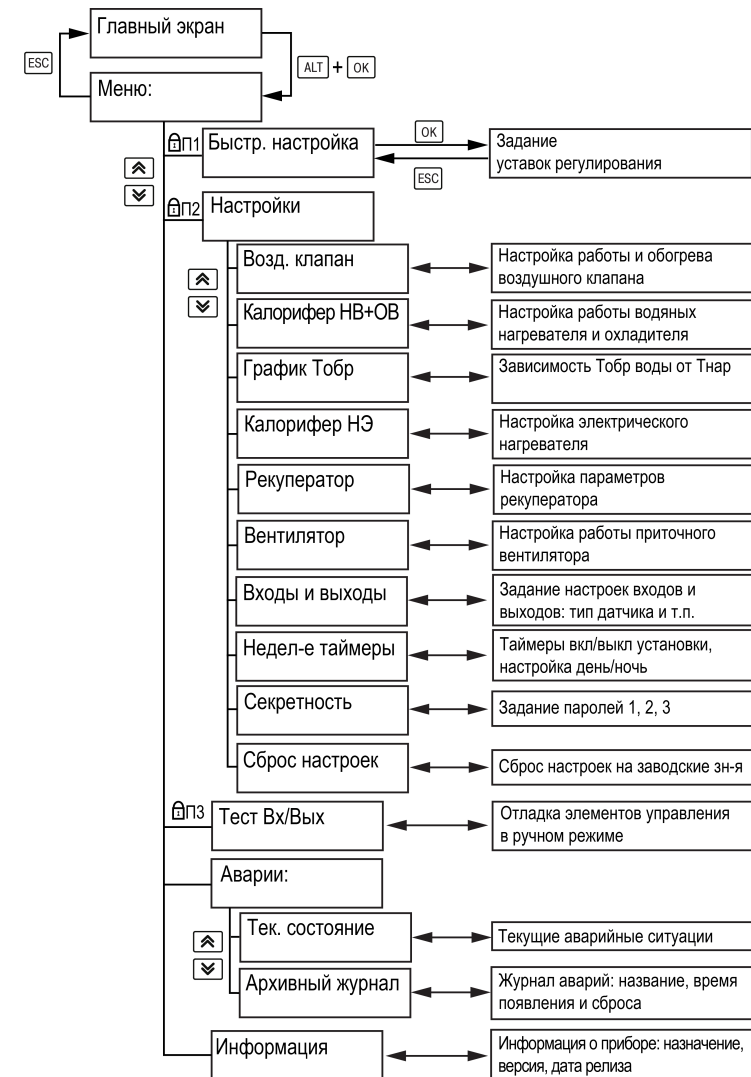 Главный экран
ESC
ALT + OK
Меню:
П1 Быстр. настройка
OK
ESC
Задание
уставок регулирования
П2 Настройки
Возд. клапан
Настройка работы и обогрева
воздушного клапана
Калорифер НВ+ОВ
Настройка работы водяных
нагревателя и охладителя
График Тобр
Зависимость Тобр воды от Тнар
Калорифер НЭ
Настройка электрического
нагревателя
Рекуператор
Настройка параметров
рекуператора
Вентилятор
Настройка работы приточного
вентилятора
Входы и выходы
Задание настроек входов и
выходов: тип датчика и т.п.
Недел-е таймеры
Таймеры вкл/выкл установки,
настройка день/ночь
Секретность
Задание паролей 1, 2, 3
Сброс настроек
Сброс настроек на заводские зн-я
П3 Тест Вх/Вых
Отладка элементов управления
в ручном режиме
Аварии:
Тек. состояние
Текущие аварийные ситуации
Архивный журнал
Журнал аварий: название, время
появления и сброса
Информация
Информация о приборе: назначение,
версия, дата релиза